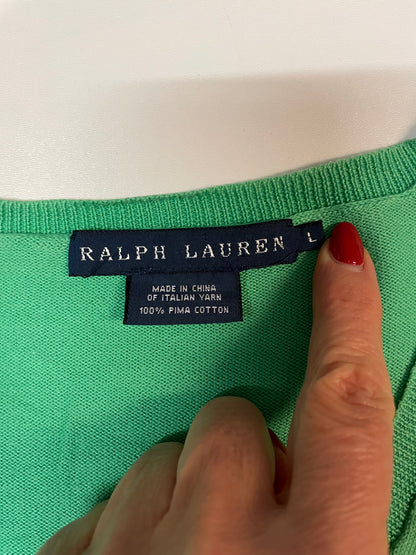 RALPH LAUREN L
MADE IN CHINA
OF ITALIAN YARN
100% PIMA COTTON